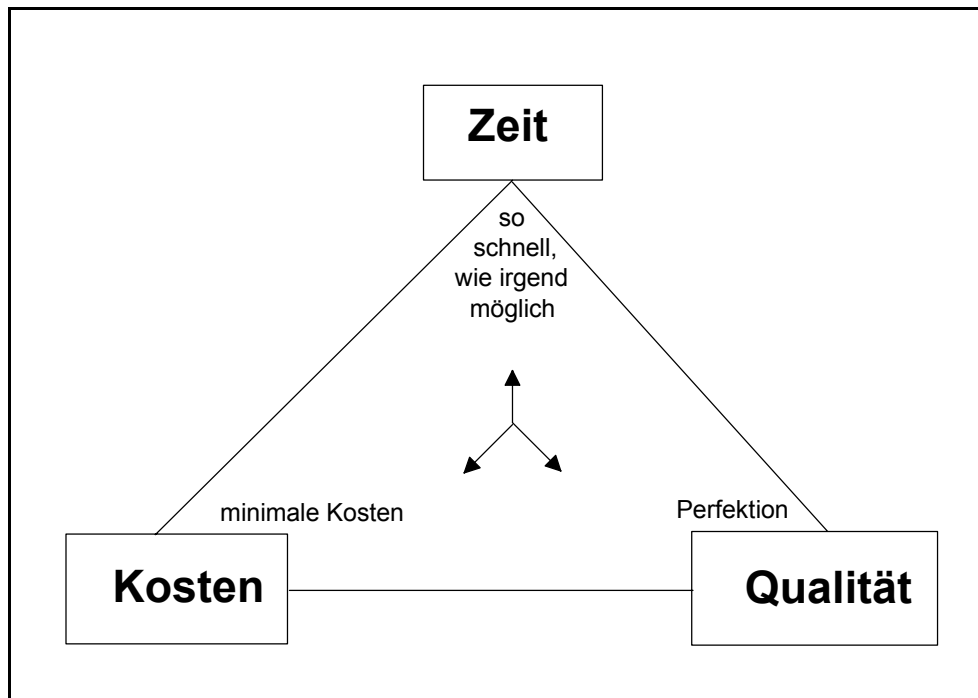 Zeit
so
schnell,
wie irgend
möglich
minimale Kosten
Perfektion
Kosten
Qualität